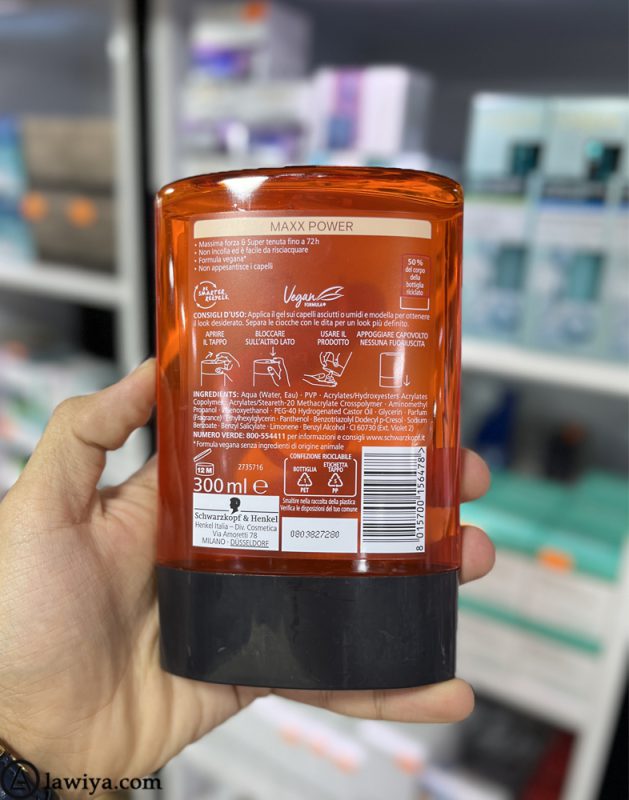 MAXX POWER
• Massima forza & Super tenuta fino a 72h
• Non incolla ed è facile da risciacquare
• Formula vegana*
• Non appesantisce i capelli
50%
del corpo
della
bottiglia
riciclato
Vegan
FORMULA*
CONSIGLI D'USO: Applica il gel sui capelli asciutti o umidi e modella per ottenere
il look desiderato. Separa le ciocche con le dita per un look più definito.
APRIRE
IL TAPPO
BLOCCARE
SULL'ALTRO LATO
USARE IL
PRODOTTO
APPOGGIARE CAPOVOLTO
NESSUNA FUORIUSCITA
INGREDIENTS: Aqua (Water, Eau) · PVP · Acrylates/Hydroxyesters Acrylates
Copolymer · Acrylates/Steareth-20 Methacrylate Crosspolymer · Aminomethyl
Propanol · Phenoxyethanol · PEG-40 Hydrogenated Castor Oil · Glycerin · Parfum
(Fragrance) · Ethylhexylglycerin · Panthenol · Benzotriazolyl Dodecyl p-Cresol · Sodium
Benzoate · Benzyl Salicylate · Limonene · Benzyl Alcohol · CI 60730 (Ext. Violet 2)
NUMERO VERDE: 800-554411 per informazioni e consigli www.schwarzkopf.it
* Formula vegana senza ingredienti di origine animale
12 M
2735716
300 ml e
CONFEZIONE RICICLABILE
BOTTIGLIA
1
PET
ETICHETTA
TAPPO
5
PP
Smaltire nella raccolta della plastica
Verifica le disposizioni del tuo comune
Schwarzkopf & Henkel
Henkel Italia – Div. Cosmetica
Via Amoretti 78
MILANO · DÜSSELDORF
0803827280
8 015700 156478 >
lawiya.com